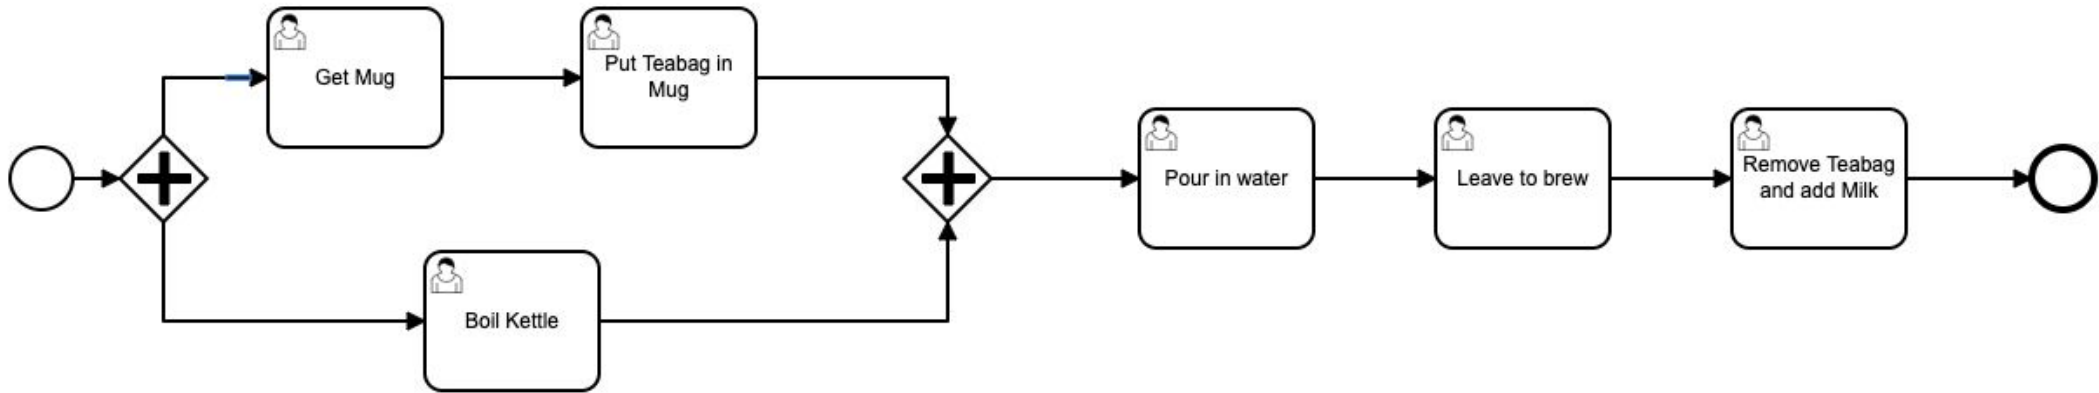 Get Mug
Put Teabag in
Mug
Boil Kettle
Pour in water
Leave to brew
Remove Teabag
and add Milk